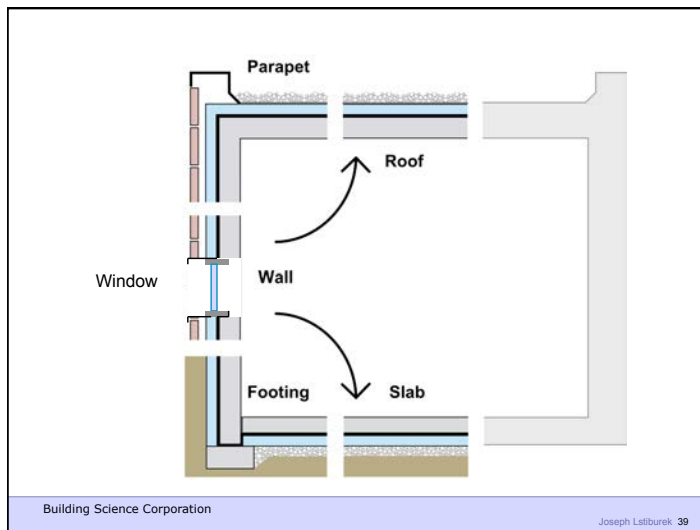 Parapet
Roof
Window
Wall
Footing
Slab
Building Science Corporation
Joseph Lstiburek 39